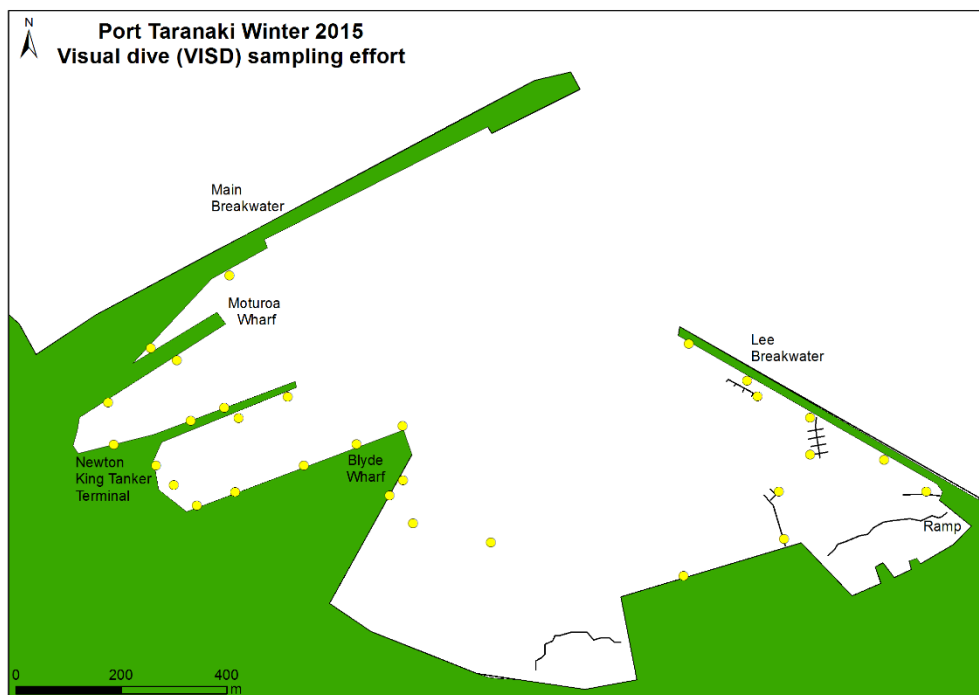 N
Port Taranaki Winter 2015
Visual dive (VISD) sampling effort
Main
Breakwater
Moturoa
Wharf
Lee
Breakwater
Newton
King Tanker
Terminal
Blyde
Wharf
Ramp
0 200 400
m